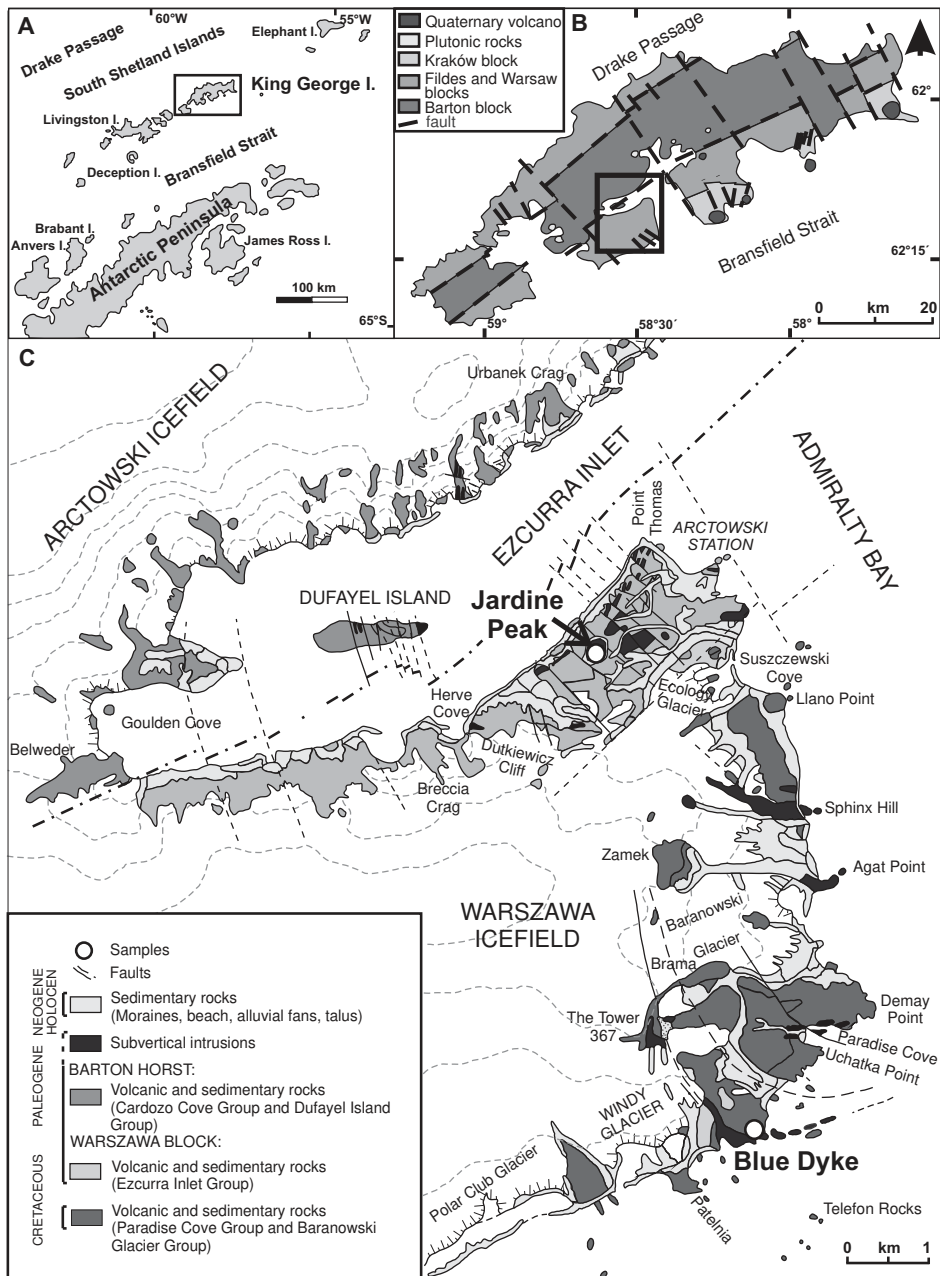 A
60°W
55°W
Elephant I.
Drake Passage
South Shetland Islands
King George I.
Livingston I.
Deception I.
Bransfield Strait
Brabant I.
Anvers I.
Antarctic Peninsula
James Ross I.
100 km
65°S
Quaternary volcano
Plutonic rocks
Kraków block
Fildes and Warsaw
blocks
Barton block
fault
B
Drake Passage
62°
Bransfield Strait
62°15´
0 km 20
59°
58°30´
58°
C
Urbanek Crag
ARCTOWSKI ICEFIELD
EZCURRA INLET
ADMIRALTY BAY
Point
Thomas
ARCTOWSKI
STATION
DUFAYEL ISLAND
Jardine
Peak
Suszczewski
Cove
Ecology
Glacier
Llano Point
Herve
Cove
Goulden Cove
Belweder
Dutkiewicz
Cliff
Breccia
Crag
Sphinx Hill
Zamek
Agat Point
WARSZAWA
ICEFIELD
Baranowski
Glacier
Brama
The Tower
367
Demay
Point
Paradise Cove
Uchatka Point
WINDY
GLACIER
Blue Dyke
Polar Club Glacier
Patelnia
Telefon Rocks
0 km 1
Samples
Faults
NEOGENE
HOLOCEN
Sedimentary rocks
(Moraines, beach, alluvial fans, talus)
Subvertical intrusions
PALEOGENE
BARTON HORST:
Volcanic and sedimentary rocks
(Cardozo Cove Group and Dufayel Island
Group)
WARSZAWA BLOCK:
Volcanic and sedimentary rocks
(Ezcurra Inlet Group)
CRETACEOUS
Volcanic and sedimentary rocks
(Paradise Cove Group and Baranowski
Glacier Group)